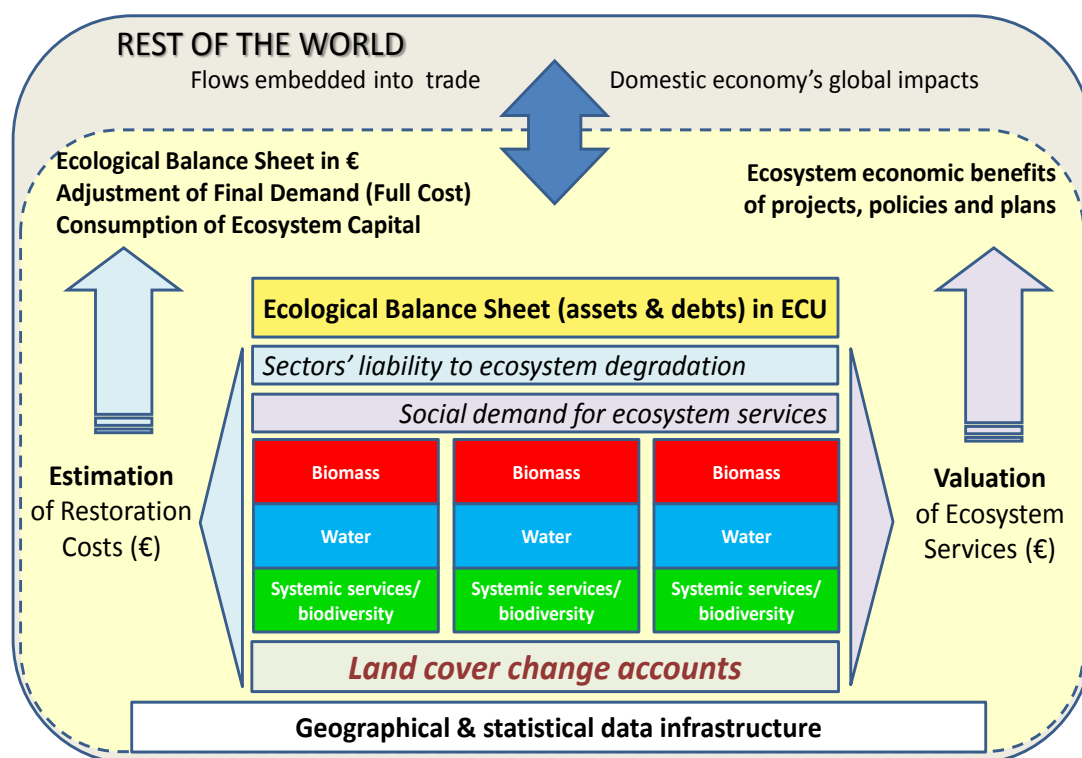 REST OF THE WORLD
Flows embedded into trade
Domestic economy's global impacts
Ecological Balance Sheet in €
Adjustment of Final Demand (Full Cost)
Consumption of Ecosystem Capital
Ecosystem economic benefits
of projects, policies and plans
Ecological Balance Sheet (assets & debts) in ECU
Sectors' liability to ecosystem degradation
Social demand for ecosystem services
Estimation
of Restoration
Costs (€)
Biomass
Biomass
Biomass
Water
Water
Water
Systemic services/
biodiversity
Systemic services/
biodiversity
Systemic services/
biodiversity
Valuation
of Ecosystem
Services (€)
Land cover change accounts
Geographical & statistical data infrastructure